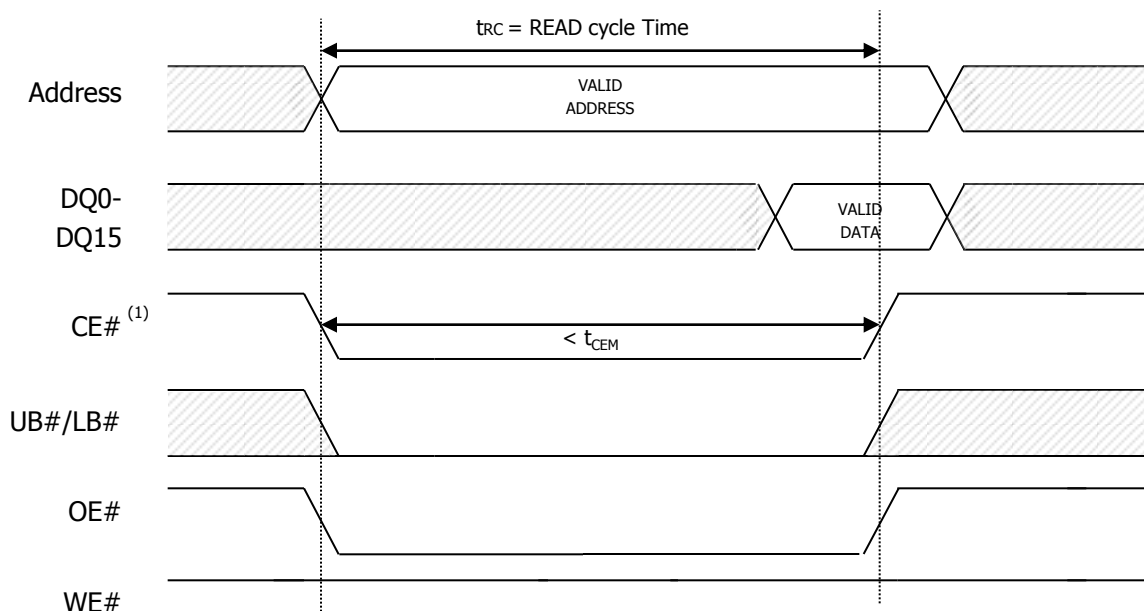 tRC = READ cycle Time
Address
VALID
ADDRESS
DQ0-
DQ15
VALID
DATA
CE# (1)
< tCEM
UB#/LB#
OE#
WE#